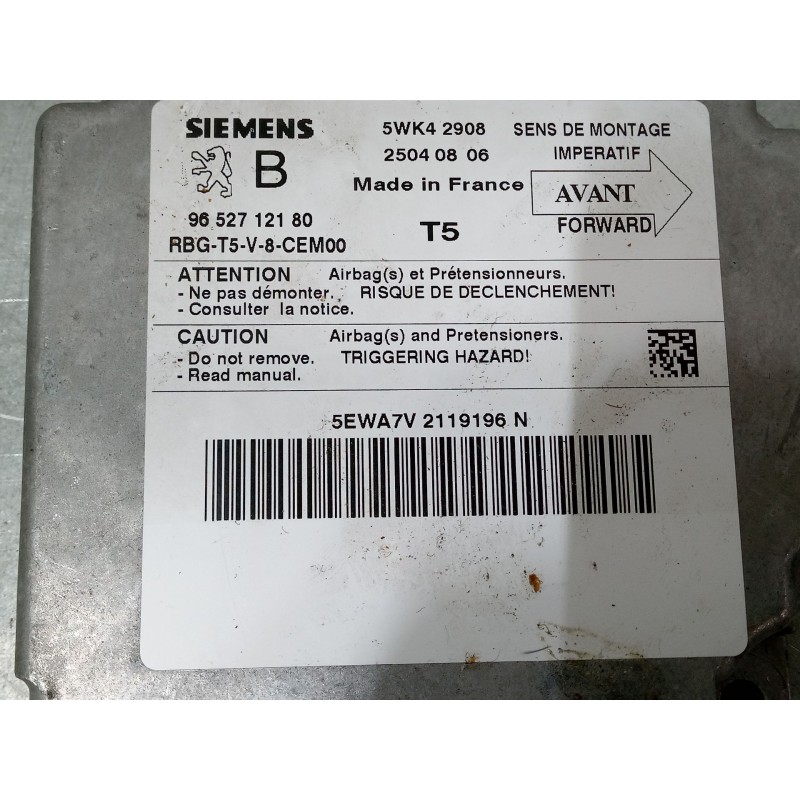 SIEMENS 5WK4 2908 SENS DE MONTAGE
B 2504 08 06 IMPERATIF
Made in France AVANT
96 527 121 80 T5 FORWARD
RBG-T5-V-8-CEM00
ATTENTION Airbag(s) et Prétensionneurs.
- Ne pas démonter. RISQUE DE DECLENCHEMENT!
- Consulter la notice.
CAUTION Airbag(s) and Pretensioners.
- Do not remove. TRIGGERING HAZARD!
- Read manual.
5EWA7V 2119196 N